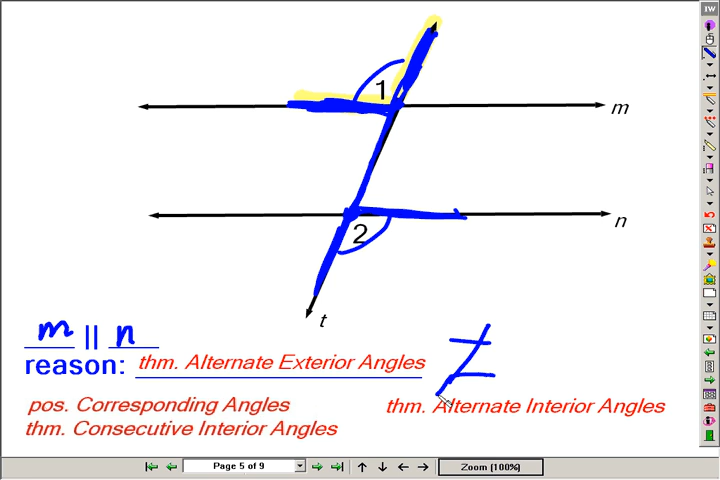 1
m
n
2
t
m || n
reason: thm. Alternate Exterior Angles
Z
pos. Corresponding Angles
thm. Alternate Interior Angles
thm. Consecutive Interior Angles
IW
Page 5 of 9
Zoom (100%)